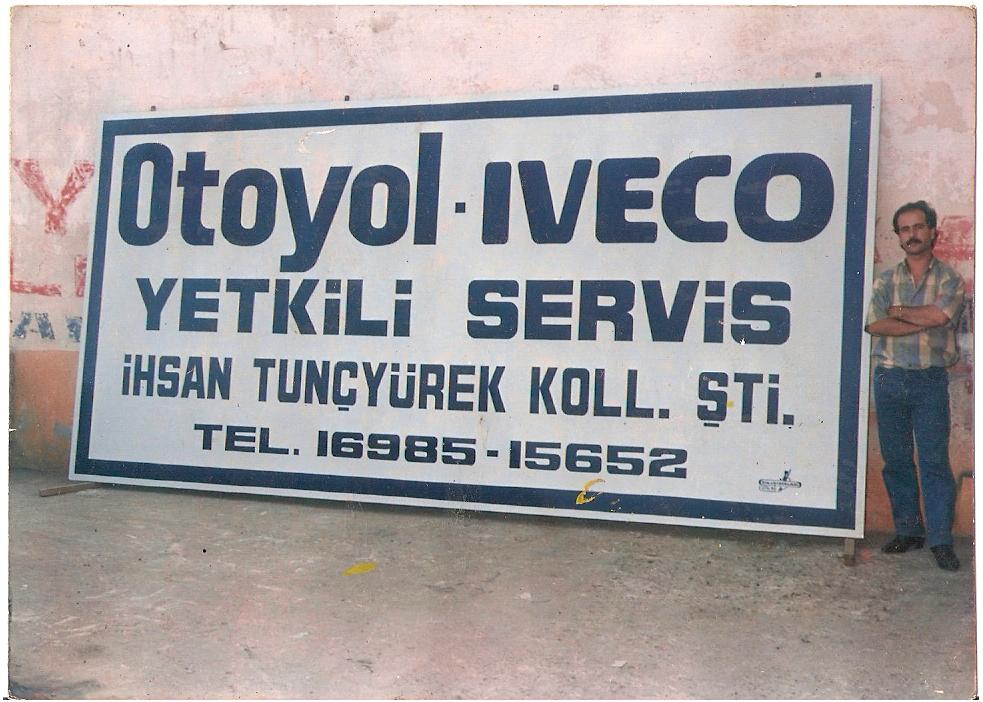 Otoyol · IVECO
YETKiLi SERViS
iHSAN TUNÇYÜREK KOLL. ŞTi.
TEL. 16985-15652